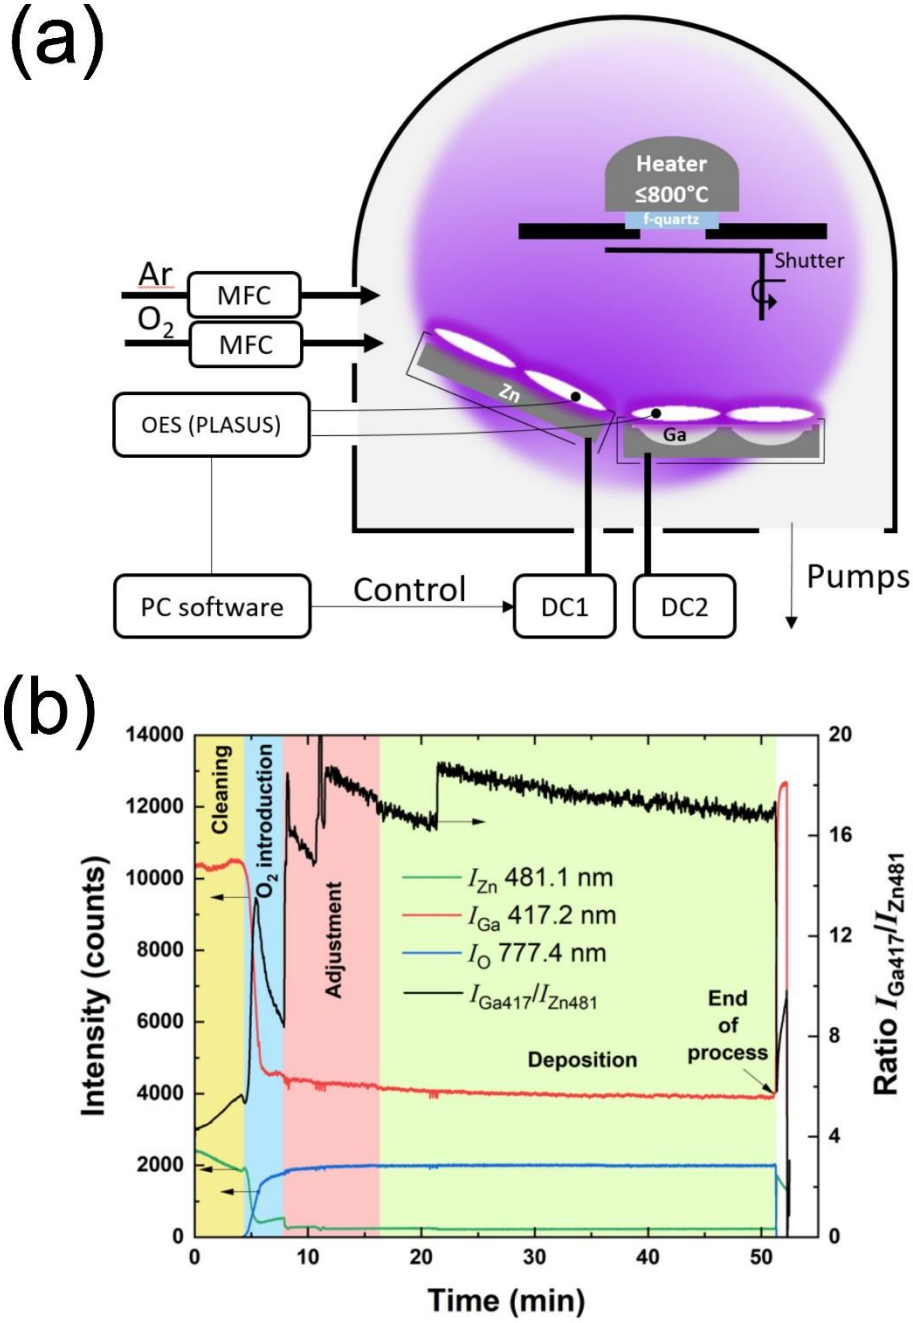 (a)
Heater
≤800°C
f-quartz
Shutter
Ar
MFC
O2
MFC
Zn
OES (PLASUS)
Ga
PC software
Control
DC1
DC2
Pumps
(b)
14000
12000
10000
8000
6000
4000
2000
0
Intensity (counts)
20
16
12
8
4
0
Ratio IGa417/IZn481
Cleaning
O2 introduction
Adjustment
IZn 481.1 nm
IGa 417.2 nm
IO 777.4 nm
IGa417/IZn481
Deposition
End
of
process
0
10
20
30
40
50
Time (min)